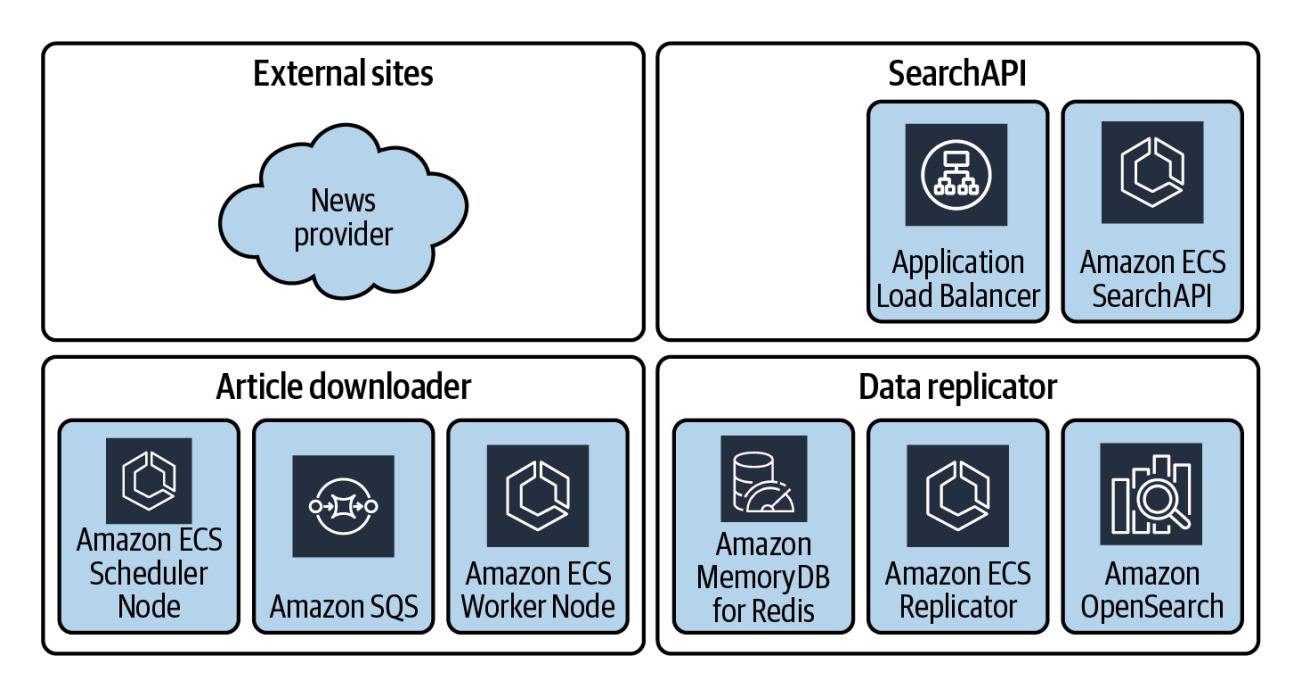 External sites
News
provider
SearchAPI
Application
Load Balancer
Amazon ECS
SearchAPI
Article downloader
Amazon ECS
Scheduler
Node
Amazon SQS
Amazon ECS
Worker Node
Data replicator
Amazon
MemoryDB
for Redis
Amazon ECS
Replicator
Amazon
OpenSearch